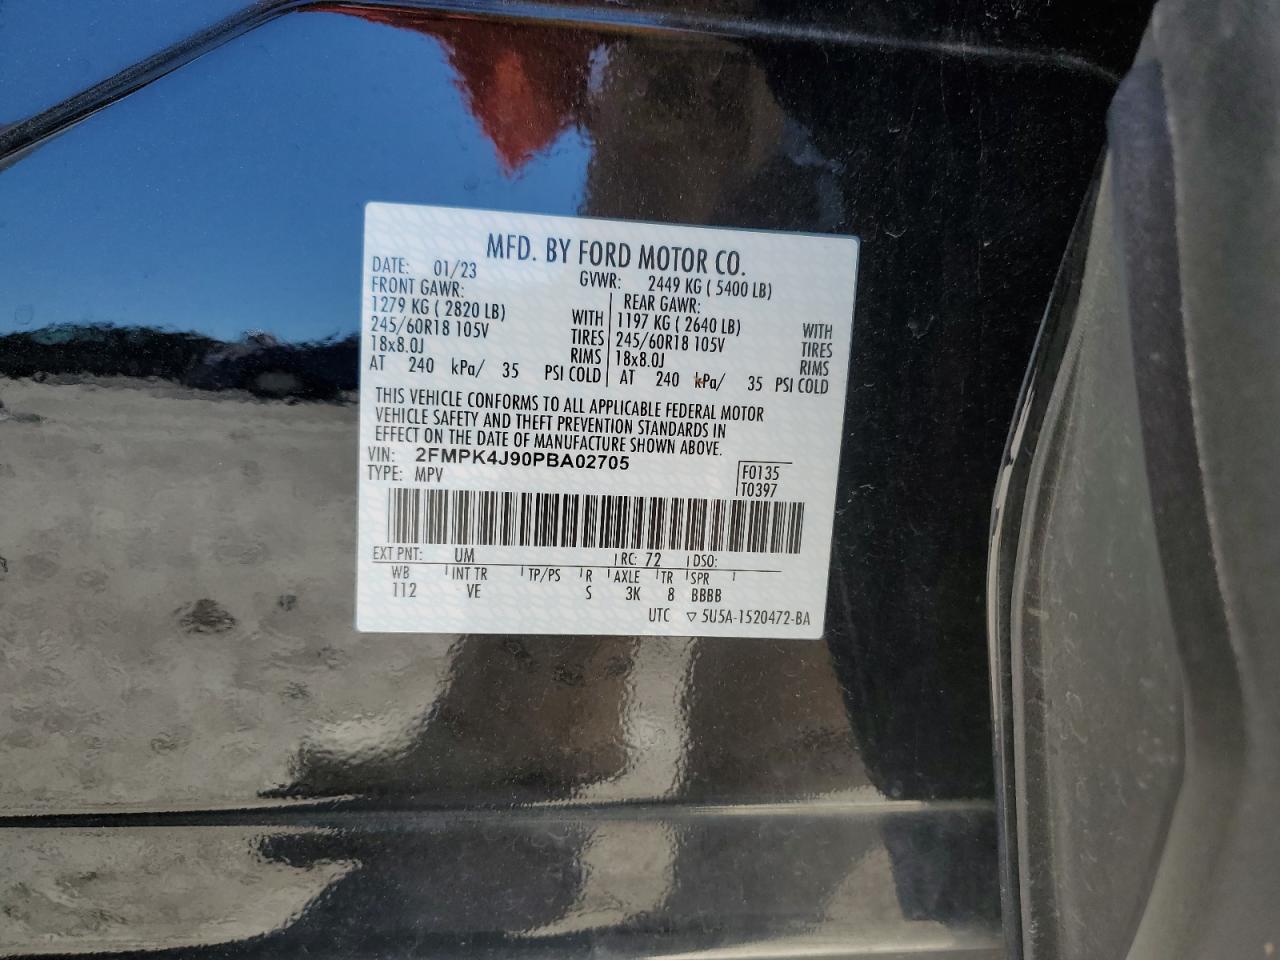 MFD. BY FORD MOTOR CO.
DATE: 01/23 GVWR: 2449 KG ( 5400 LB)
FRONT GAWR: REAR GAWR:
1279 KG ( 2820 LB) WITH 1197 KG ( 2640 LB) WITH
245/60R18 105V TIRES 245/60R18 105V TIRES
18x8.0J RIMS 18x8.0J RIMS
AT 240 kPa/ 35 PSI COLD AT 240 kPa/ 35 PSI COLD
THIS VEHICLE CONFORMS TO ALL APPLICABLE FEDERAL MOTOR
VEHICLE SAFETY AND THEFT PREVENTION STANDARDS IN
EFFECT ON THE DATE OF MANUFACTURE SHOWN ABOVE.
VIN: 2FMPK4J90PBA02705
TYPE: MPV
F0135
T0397
EXT PNT: UM RC: 72 DSO:
WB INT TR TP/PS R AXLE TR SPR
112 VE S 3K 8 BBBB
UTC ▽ 5U5A-1520472-BA